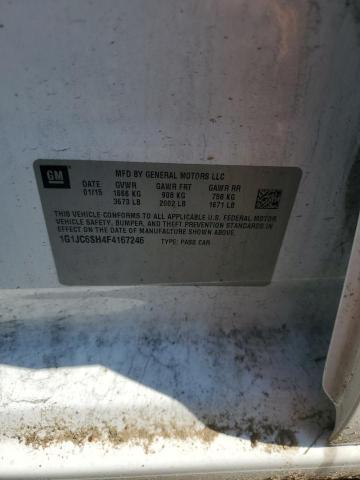 GM
MFD BY GENERAL MOTORS LLC
DATE GVWR GAWR FRT GAWR RR
01/15 1666 KG 908 KG 758 KG
3673 LB 2002 LB 1671 LB
THIS VEHICLE CONFORMS TO ALL APPLICABLE U.S. FEDERAL MOTOR
VEHICLE SAFETY, BUMPER, AND THEFT PREVENTION STANDARDS
IN EFFECT ON THE DATE OF MANUFACTURE SHOWN ABOVE.
1G1JC6SH4F4167246 TYPE: PASS CAR